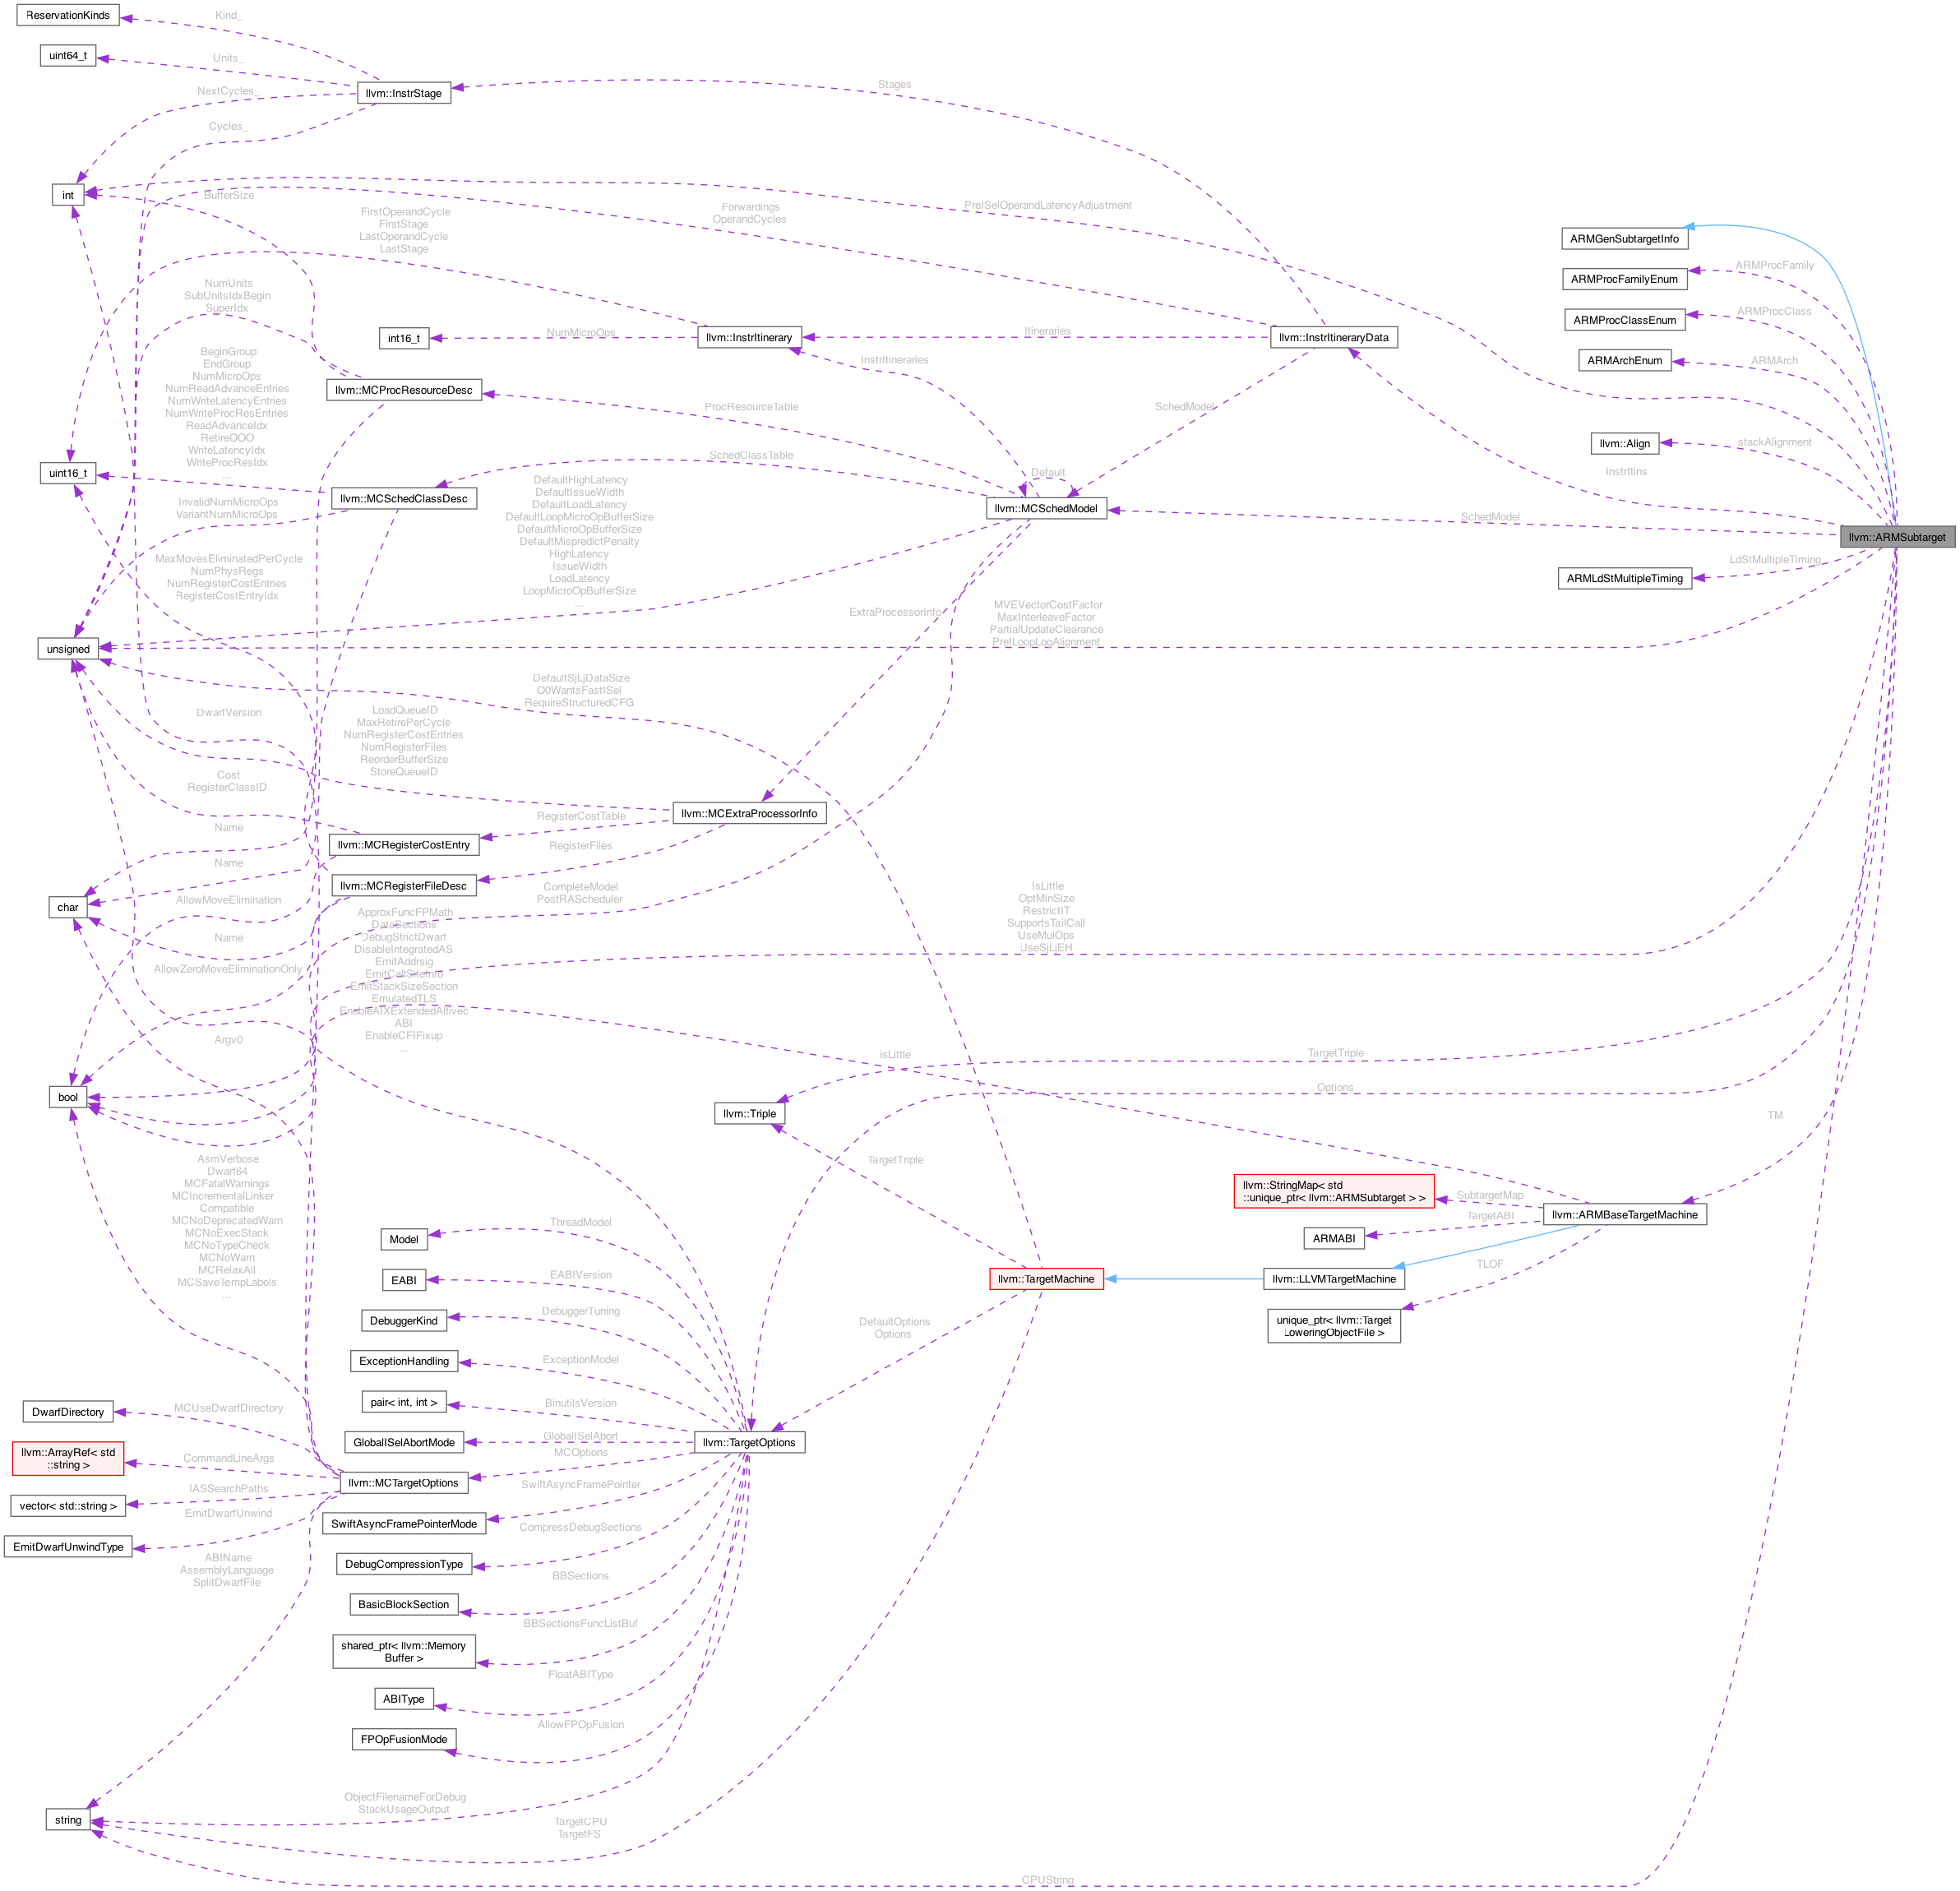 ReservationKinds
Kind_
uint64_t
Units_
llvm::InstrStage
Stages
NextCycles_
Cycles_
int
BufferSize
FirstOperandCycle
FirstStage
LastOperandCycle
LastStage
Forwardings
OperandCycles
PreISelOperandLatencyAdjustment
ARMGenSubtargetInfo
ARMProcFamily
ARMProcFamilyEnum
ARMProcClass
ARMProcClassEnum
ARMArch
ARMArchEnum
NumUnits
SubUnitsIdxBegin
SuperIdx
int16_t
NumMicroOps
llvm::InstrItinerary
Itineraries
llvm::InstrItineraryData
InstrItineraries
BeginGroup
EndGroup
NumMicroOps
NumReadAdvanceEntries
NumWriteLatencyEntries
NumWriteProcResEntries
ReadAdvanceIdx
RetireOOO
WriteLatencyIdx
WriteProcResIdx
...
llvm::MCProcResourceDesc
ProcResourceTable
SchedModel
llvm::Align
stackAlignment
InstrItins
uint16_t
SchedClassTable
Default
llvm::MCSchedClassDesc
InvalidNumMicroOps
VariantNumMicroOps
DefaultHighLatency
DefaultIssueWidth
DefaultLoadLatency
DefaultLoopMicroOpBufferSize
DefaultMicroOpBufferSize
DefaultMispredictPenalty
HighLatency
IssueWidth
LoadLatency
LoopMicroOpBufferSize
...
llvm::MCSchedModel
SchedModel
llvm::ARMSubtarget
MaxMovesEliminatedPerCycle
NumPhysRegs
NumRegisterCostEntries
RegisterCostEntryIdx
LdStMultipleTiming
ARMLdStMultipleTiming
ExtraProcessorInfo
MVEVectorCostFactor
MaxInterleaveFactor
PartialUpdateClearance
PrefLoopLogAlignment
unsigned
DefaultSjLjDataSize
O0WantsFastISel
RequireStructuredCFG
DwarfVersion
LoadQueueID
MaxRetirePerCycle
NumRegisterCostEntries
NumRegisterFiles
ReorderBufferSize
StoreQueueID
Cost
RegisterClassID
llvm::MCExtraProcessorInfo
RegisterCostTable
Name
llvm::MCRegisterCostEntry
RegisterFiles
Name
llvm::MCRegisterFileDesc
char
AllowMoveElimination
CompleteModel
PostRAScheduler
IsLittle
OptMinSize
RestrictIT
SupportsTailCall
UseMulOps
UseSjLjEH
Name
AllowZeroMoveEliminationOnly
ApproxFuncFPMath
DataSections
DebugStrictDwarf
DisableIntegratedAS
EmitAddrsig
EmitCallSiteInfo
EmitStackSizeSection
EmulatedTLS
EnableAIXExtendedAltivec
ABI
EnableCFIFixup
...
Argv0
isLittle
TargetTriple
bool
Options
llvm::Triple
TM
TargetTriple
AsmVerbose
Dwarf64
MCFatalWarnings
MCIncrementalLinker
Compatible
MCNoDeprecatedWarn
MCNoExecStack
MCNoTypeCheck
MCNoWarn
MCRelaxAll
MCSaveTempLabels
...
llvm::StringMap< std
::unique_ptr< llvm::ARMSubtarget > >
SubtargetMap
llvm::ARMBaseTargetMachine
TargetABI
ARMABI
Model
ThreadModel
TLOF
EABI
EABIVersion
llvm::TargetMachine
llvm::LLVMTargetMachine
DebuggerKind
DebuggerTuning
DefaultOptions
Options
unique_ptr< llvm::Target
LoweringObjectFile >
ExceptionHandling
ExceptionModel
pair< int, int >
BinutilsVersion
DwarfDirectory
MCUseDwarfDirectory
GlobalISelAbortMode
GlobalISelAbort
llvm::TargetOptions
MCOptions
llvm::ArrayRef< std
::string >
CommandLineArgs
llvm::MCTargetOptions
SwiftAsyncFramePointer
IASSearchPaths
vector< std::string >
EmitDwarfUnwind
SwiftAsyncFramePointerMode
CompressDebugSections
EmitDwarfUnwindType
DebugCompressionType
ABIName
AssemblyLanguage
SplitDwarfFile
BBSections
BasicBlockSection
BBSectionsFuncListBuf
shared_ptr< llvm::Memory
Buffer >
FloatABIType
ABIType
AllowFPOpFusion
FPOpFusionMode
ObjectFilenameForDebug
StackUsageOutput
string
TargetCPU
TargetFS
CPUString